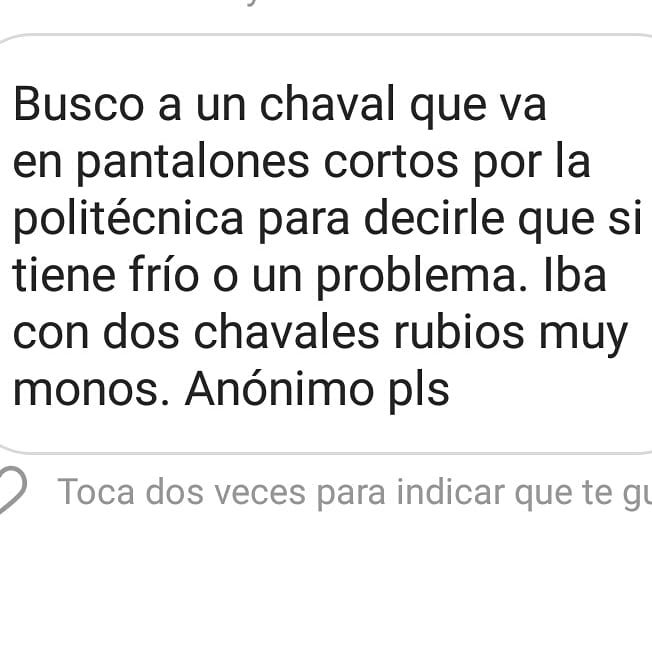 Busco a un chaval que va
en pantalones cortos por la
politécnica para decirle que si
tiene frío o un problema. Iba
con dos chavales rubios muy
monos. Anónimo pls
Toca dos veces para indicar que te gu